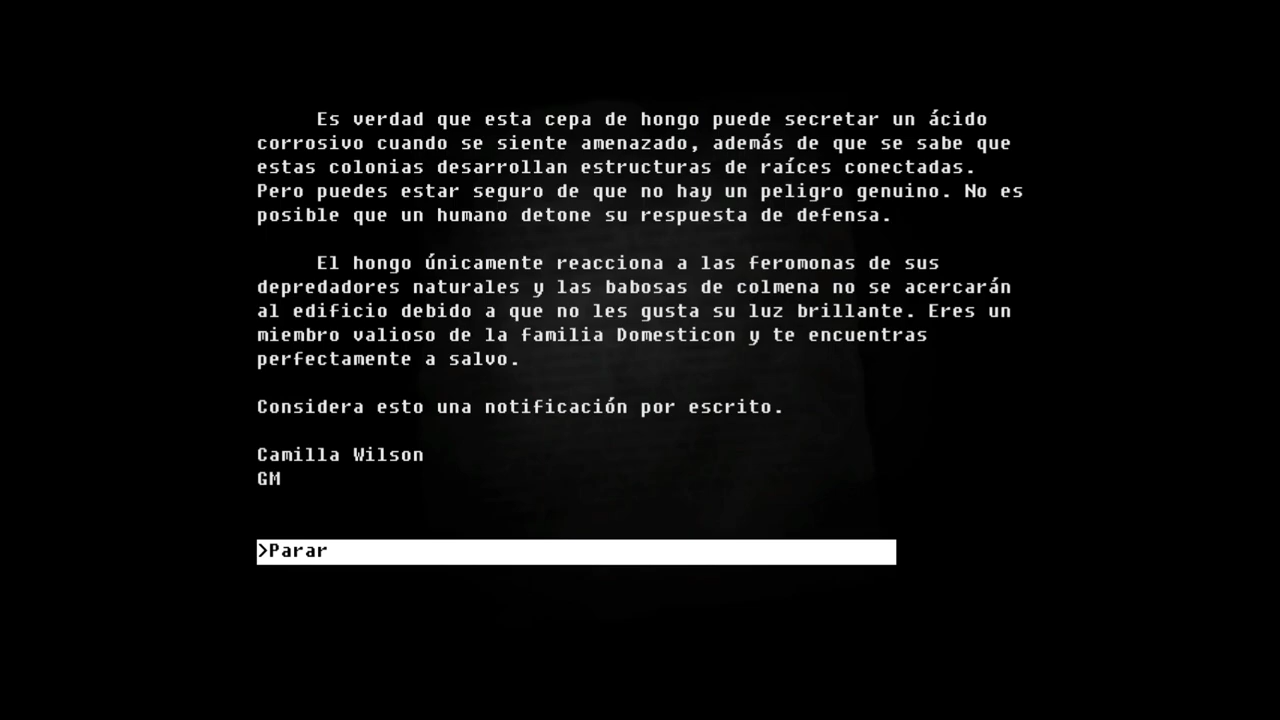 Es verdad que esta cepa de hongo puede secretar un ácido
corrosivo cuando se siente amenazado, además de que se sabe que
estas colonias desarrollan estructuras de raíces conectadas.
Pero puedes estar seguro de que no hay un peligro genuino. No es
posible que un humano detone su respuesta de defensa.
El hongo únicamente reacciona a las feromonas de sus
depredadores naturales y las babosas de colmena no se acercarán
al edificio debido a que no les gusta su luz brillante. Eres un
miembro valioso de la familia Domesticon y te encuentras
perfectamente a salvo.
Considera esto una notificación por escrito.
Camilla Wilson
GM
>Parar